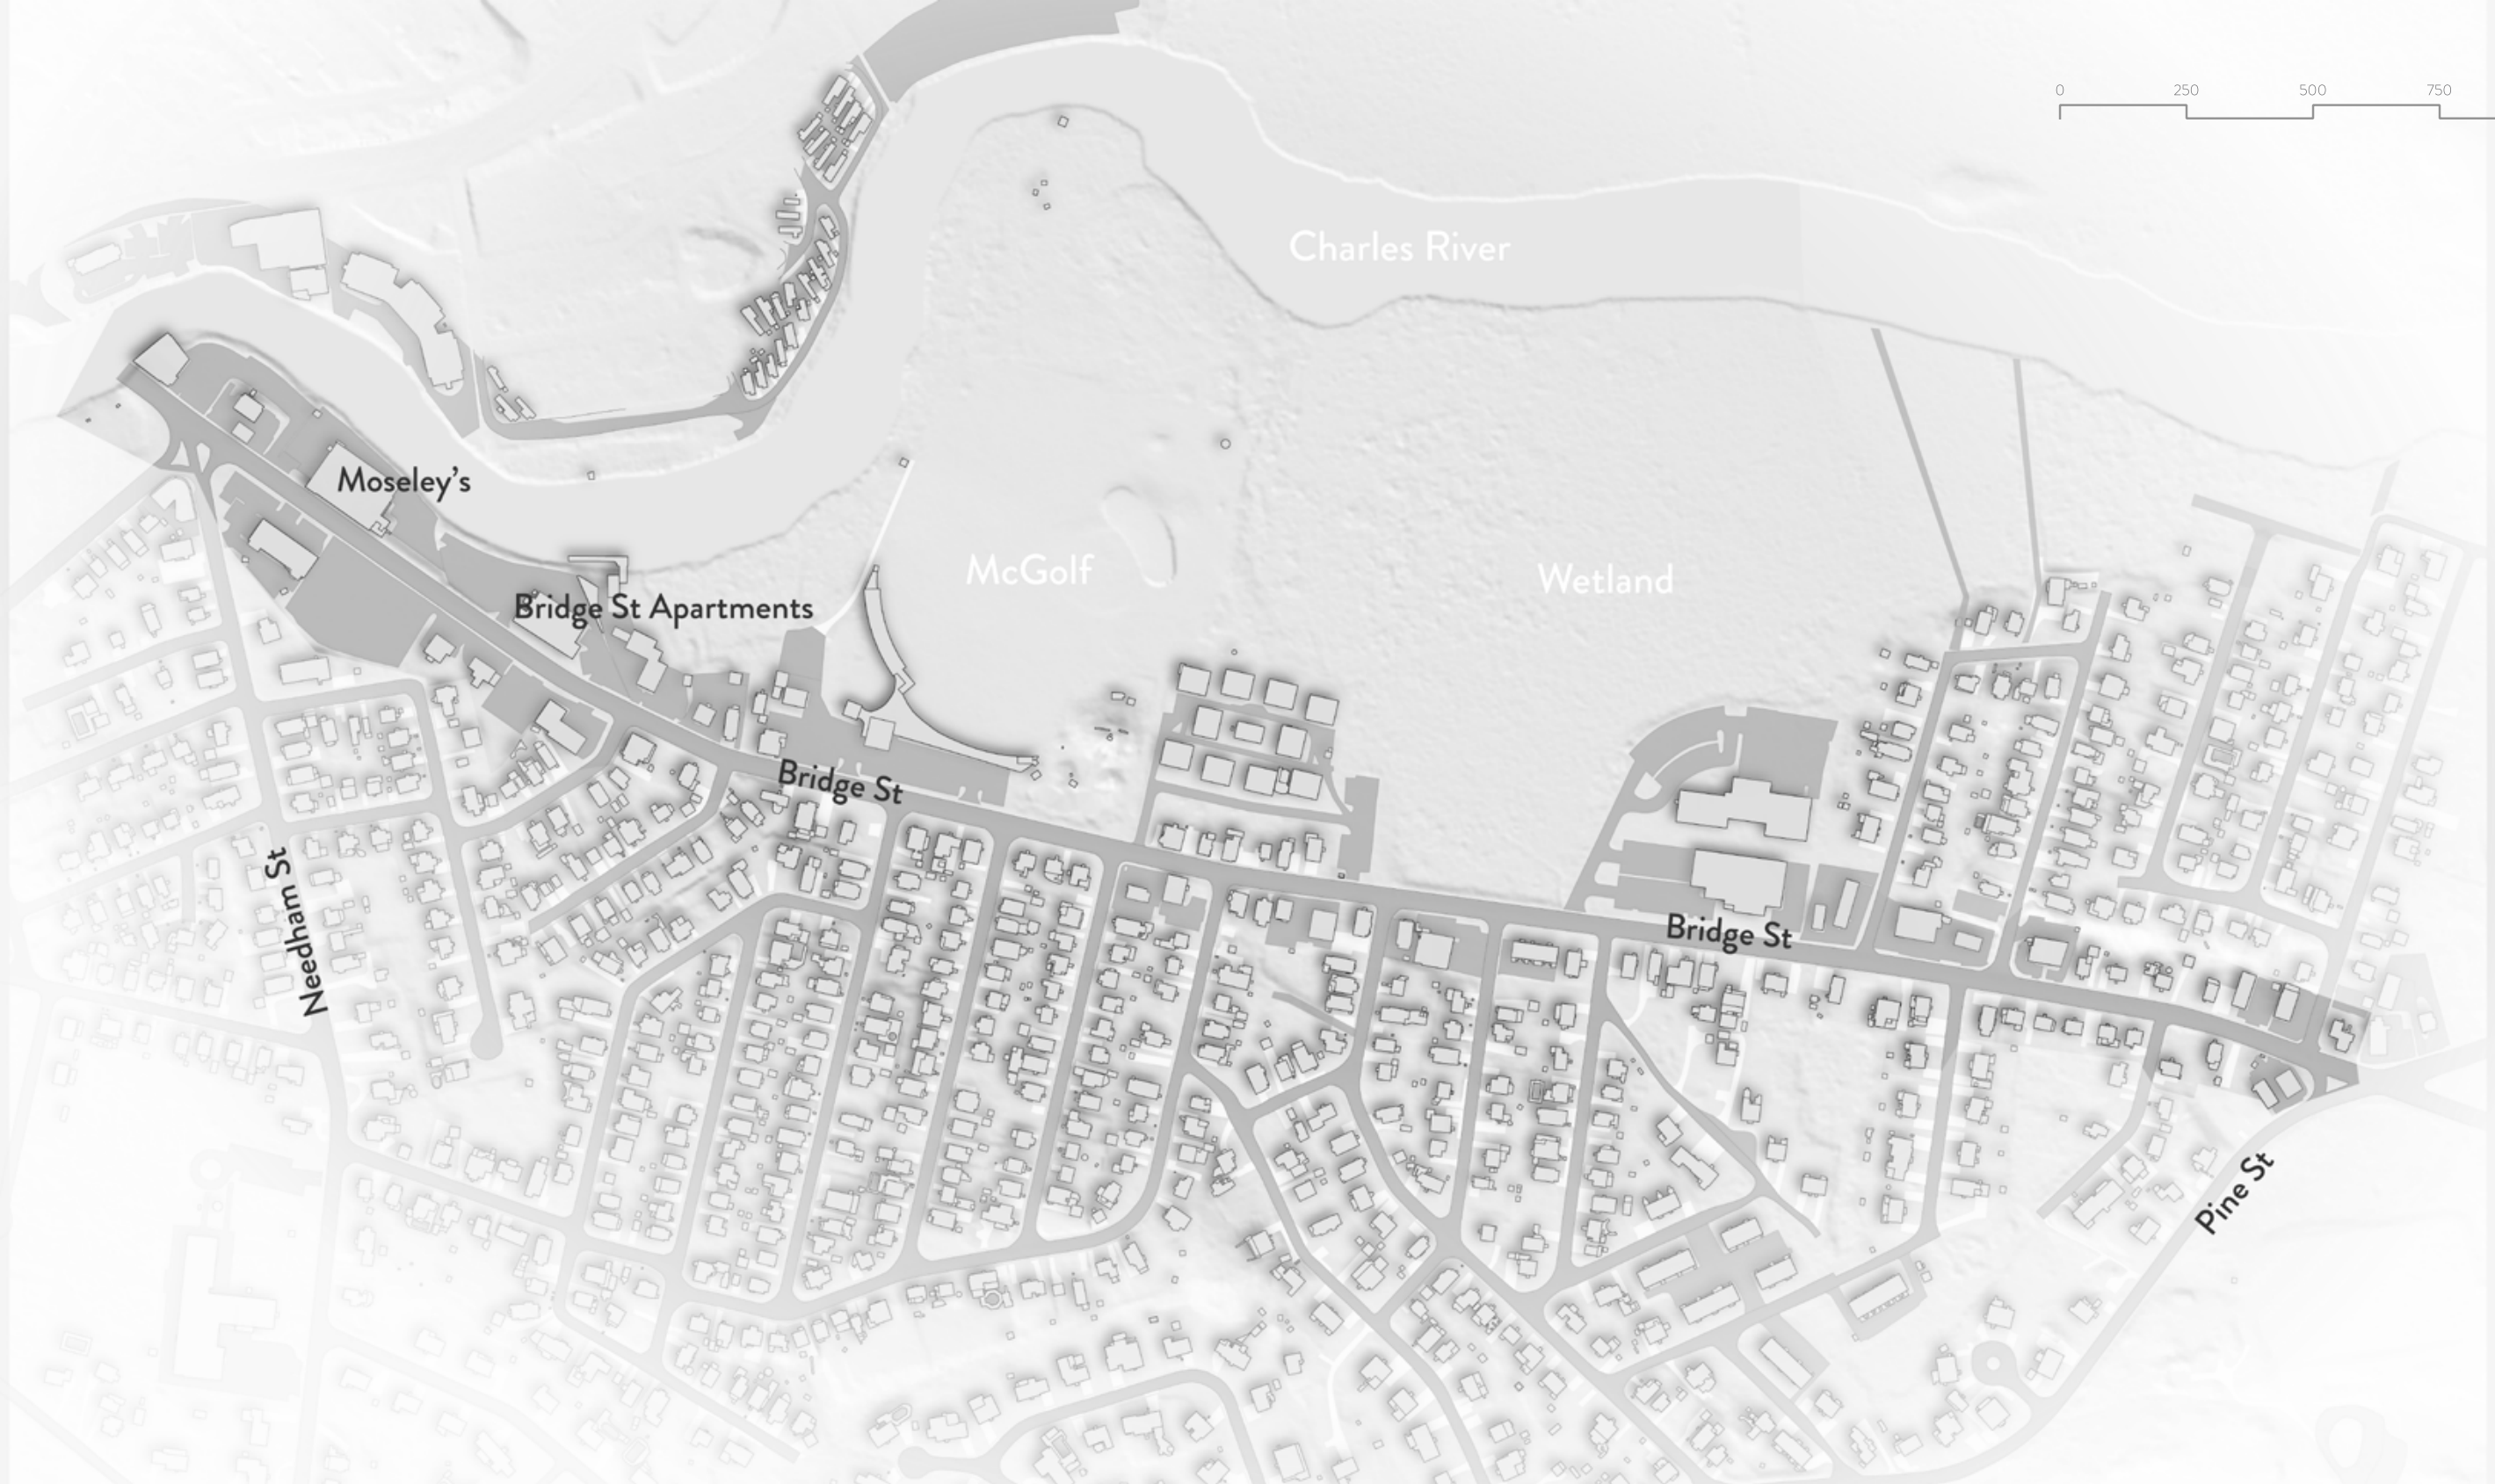 0 250 500 750
Charles River
Moseley's
McGolf
Wetland
Bridge St Apartments
Bridge St
Needham St
Bridge St
Pine St